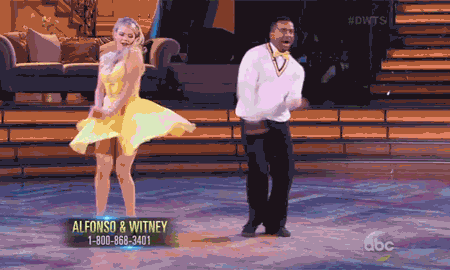 #DWTS
ALFONSO & WITNEY
1-800-868-3401
abc